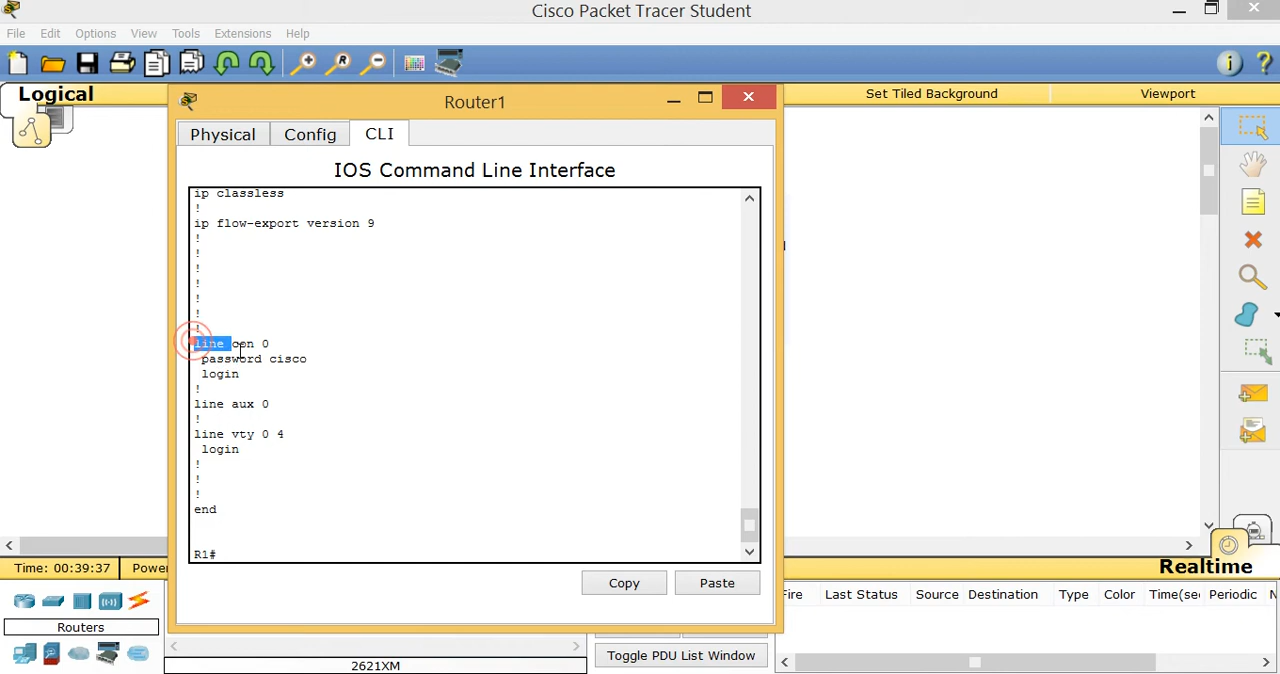 Cisco Packet Tracer Student
File Edit Options View Tools Extensions Help
Logical
Set Tiled Background
Viewport
Router1
Physical Config CLI
IOS Command Line Interface
ip classless
!
ip flow-export version 9
!
!
!
!
!
!
!
line con 0
password cisco
login
!
line aux 0
!
line vty 0 4
login
!
!
!
end
R1#
Copy Paste
Time: 00:39:37
Power
Realtime
Routers
2621XM
Toggle PDU List Window
Fire Last Status Source Destination Type Color Time(sec Periodic N